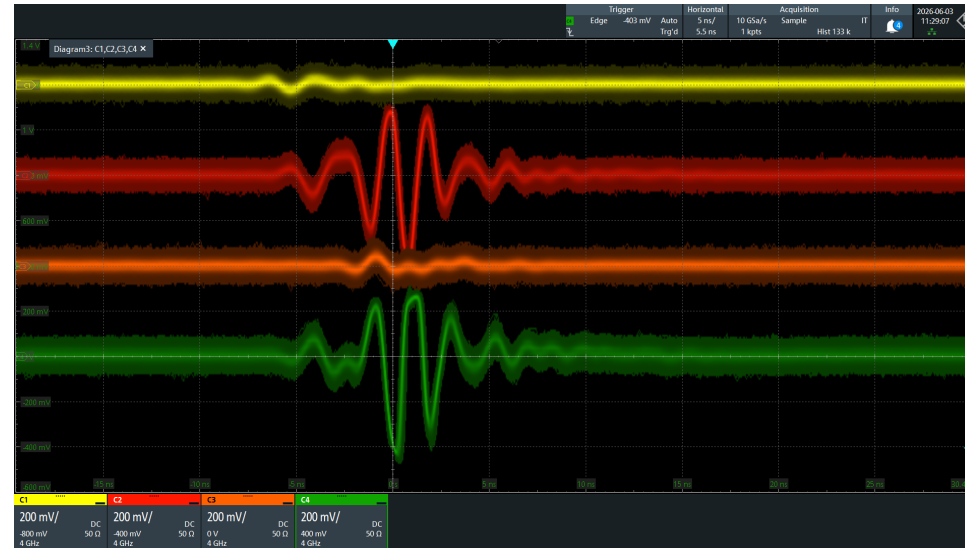 Trigger Horizontal Acquisition Info 2026-06-03
Edge -403 mV Auto 5 ns/ 10 GSa/s Sample IT 4 11:29:07
Trg'd 5.5 ns 1 kpts Hist 133 k
1.4 V
Diagram3: C1,C2,C3,C4 ×
C1
1 V
600 mV
200 mV
-200 mV
-400 mV
-600 mV -15 ns -10 ns -5 ns 0 s 5 ns 10 ns 15 ns 20 ns 25 ns
C1 C2 C3 C4
200 mV/ 200 mV/ 200 mV/ 200 mV/
DC DC DC DC
-800 mV 50 Ω -400 mV 50 Ω 0 V 50 Ω 400 mV 50 Ω
4 GHz 4 GHz 4 GHz 4 GHz